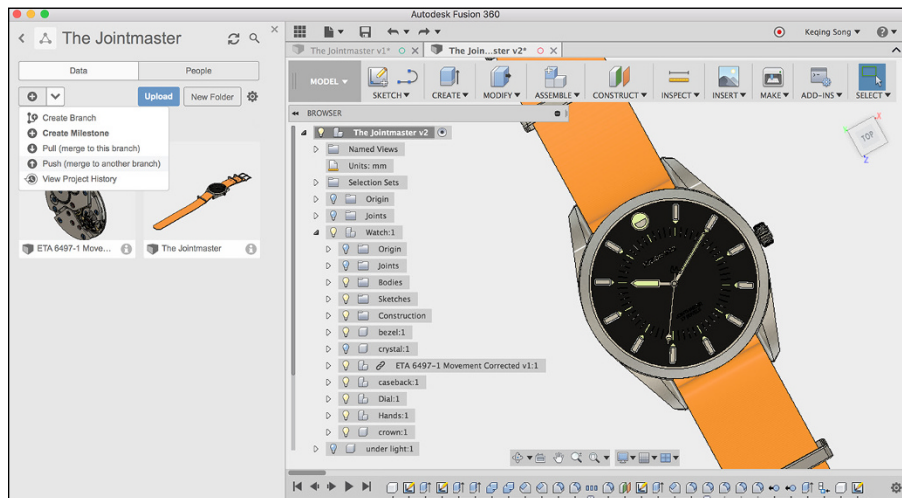 Autodesk Fusion 360
The Jointmaster
Data People
Upload New Folder
Create Branch
Create Milestone
Pull (merge to this branch)
Push (merge to another branch)
View Project History
ETA 6497-1 Move... The Jointmaster
Keqing Song
The Jointmaster v1* The Join...ster v2*
MODEL SKETCH CREATE MODIFY ASSEMBLE CONSTRUCT INSPECT INSERT MAKE ADD-INS SELECT
BROWSER
The Jointmaster v2
Named Views
Units: mm
Selection Sets
Origin
Joints
Watch:1
Origin
Joints
Bodies
Sketches
Construction
bezel:1
crystal:1
ETA 6497-1 Movement Corrected v1:1
caseback:1
Dial:1
Hands:1
crown:1
under light:1
TOP
X
Z